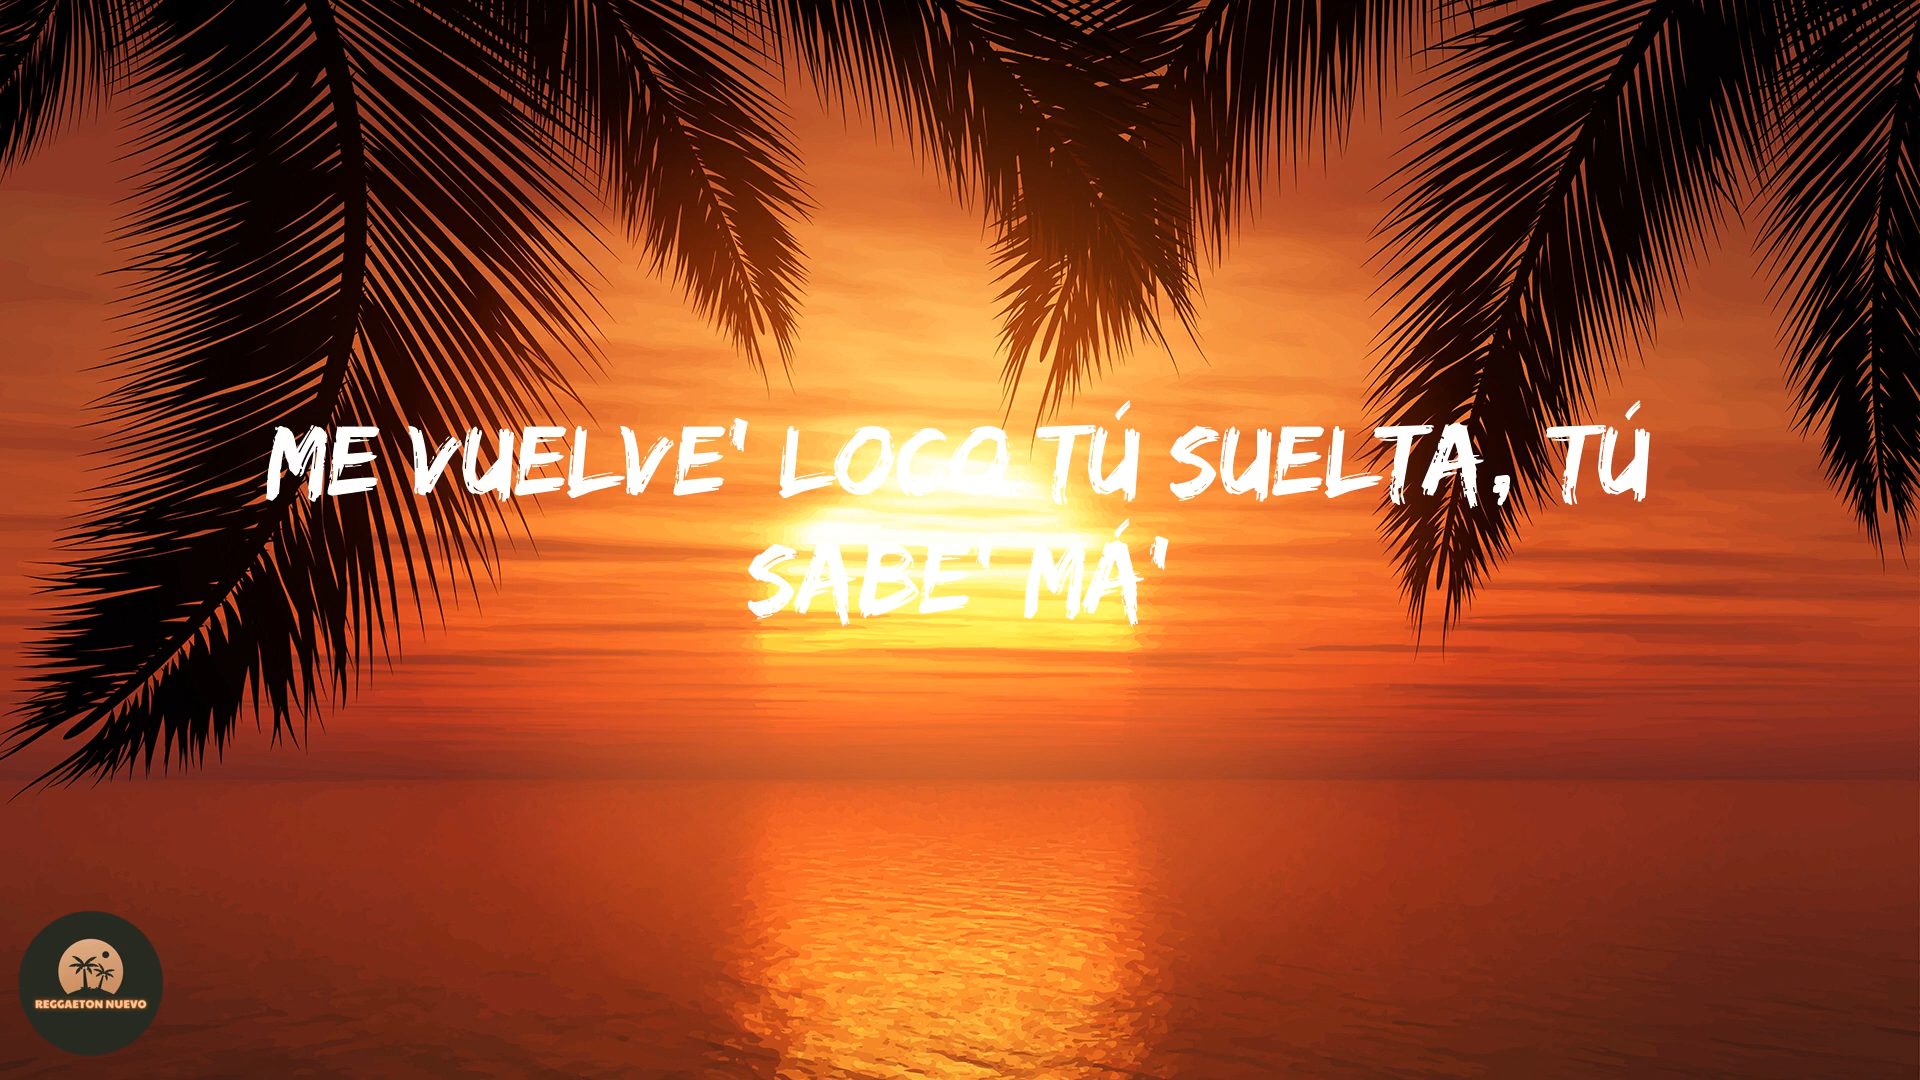 ME VUELVE' LOCO TÚ SUELTA, TÚ
SABE' MÁ'
REGGAETON NUEVO